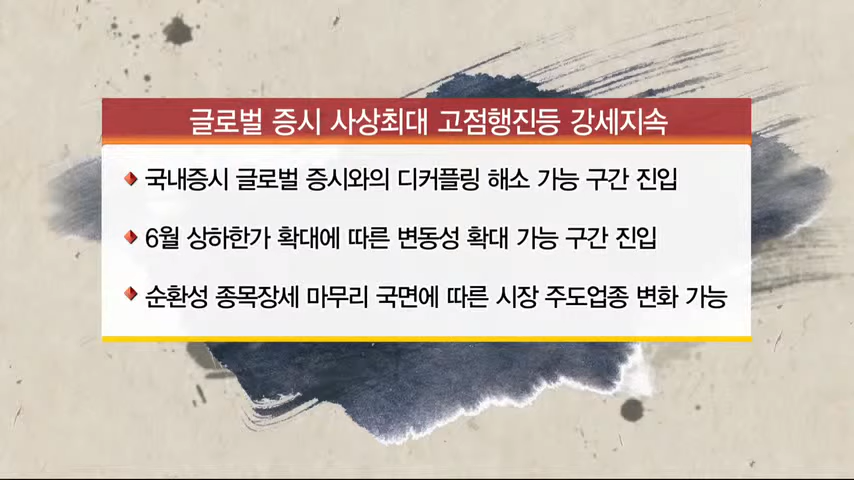 글로벌 증시 사상최대 고점행진등 강세지속
국내증시 글로벌 증시와의 디커플링 해소 가능 구간 진입
6월 상하한가 확대에 따른 변동성 확대 가능 구간 진입
순환성 종목장세 마무리 국면에 따른 시장 주도업종 변화 가능